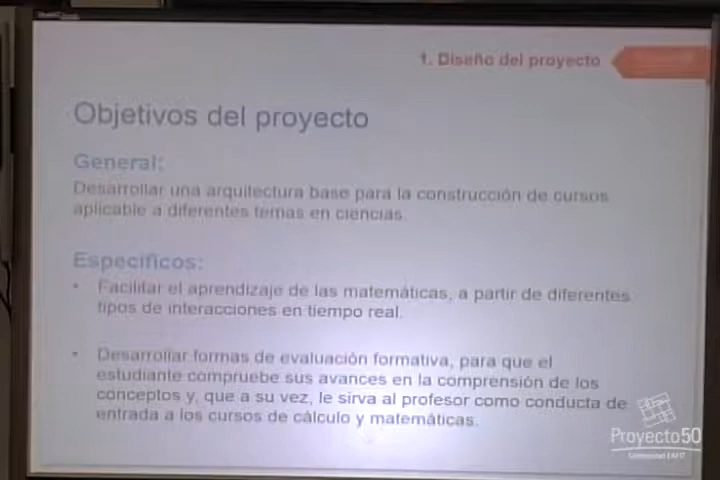 1. Diseño del proyecto
Objetivos del proyecto
General:
Desarrollar una arquitectura base para la construcción de cursos
aplicable a diferentes temas en ciencias.
Específicos:
• Facilitar el aprendizaje de las matemáticas, a partir de diferentes
tipos de interacciones en tiempo real.
• Desarrollar formas de evaluación formativa, para que el
estudiante compruebe sus avances en la comprensión de los
conceptos y, que a su vez, le sirva al profesor como conducta de
entrada a los cursos de cálculo y matemáticas.
Proyecto50
Universidad EAFIT